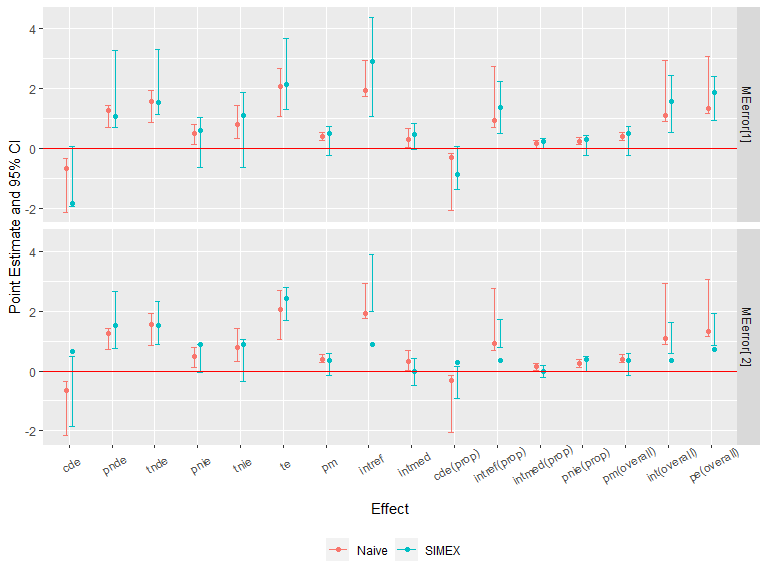 4
2
0
-2
MEerror[1]
4
2
0
-2
MEerror[2]
Point Estimate and 95% CI
cde
pnde
tnde
pnie
tnie
te
pm
intref
intmed
cde(prop)
intref(prop)
intmed(prop)
pnie(prop)
pm(overall)
int(overall)
pe(overall)
Effect
Naive
SIMEX